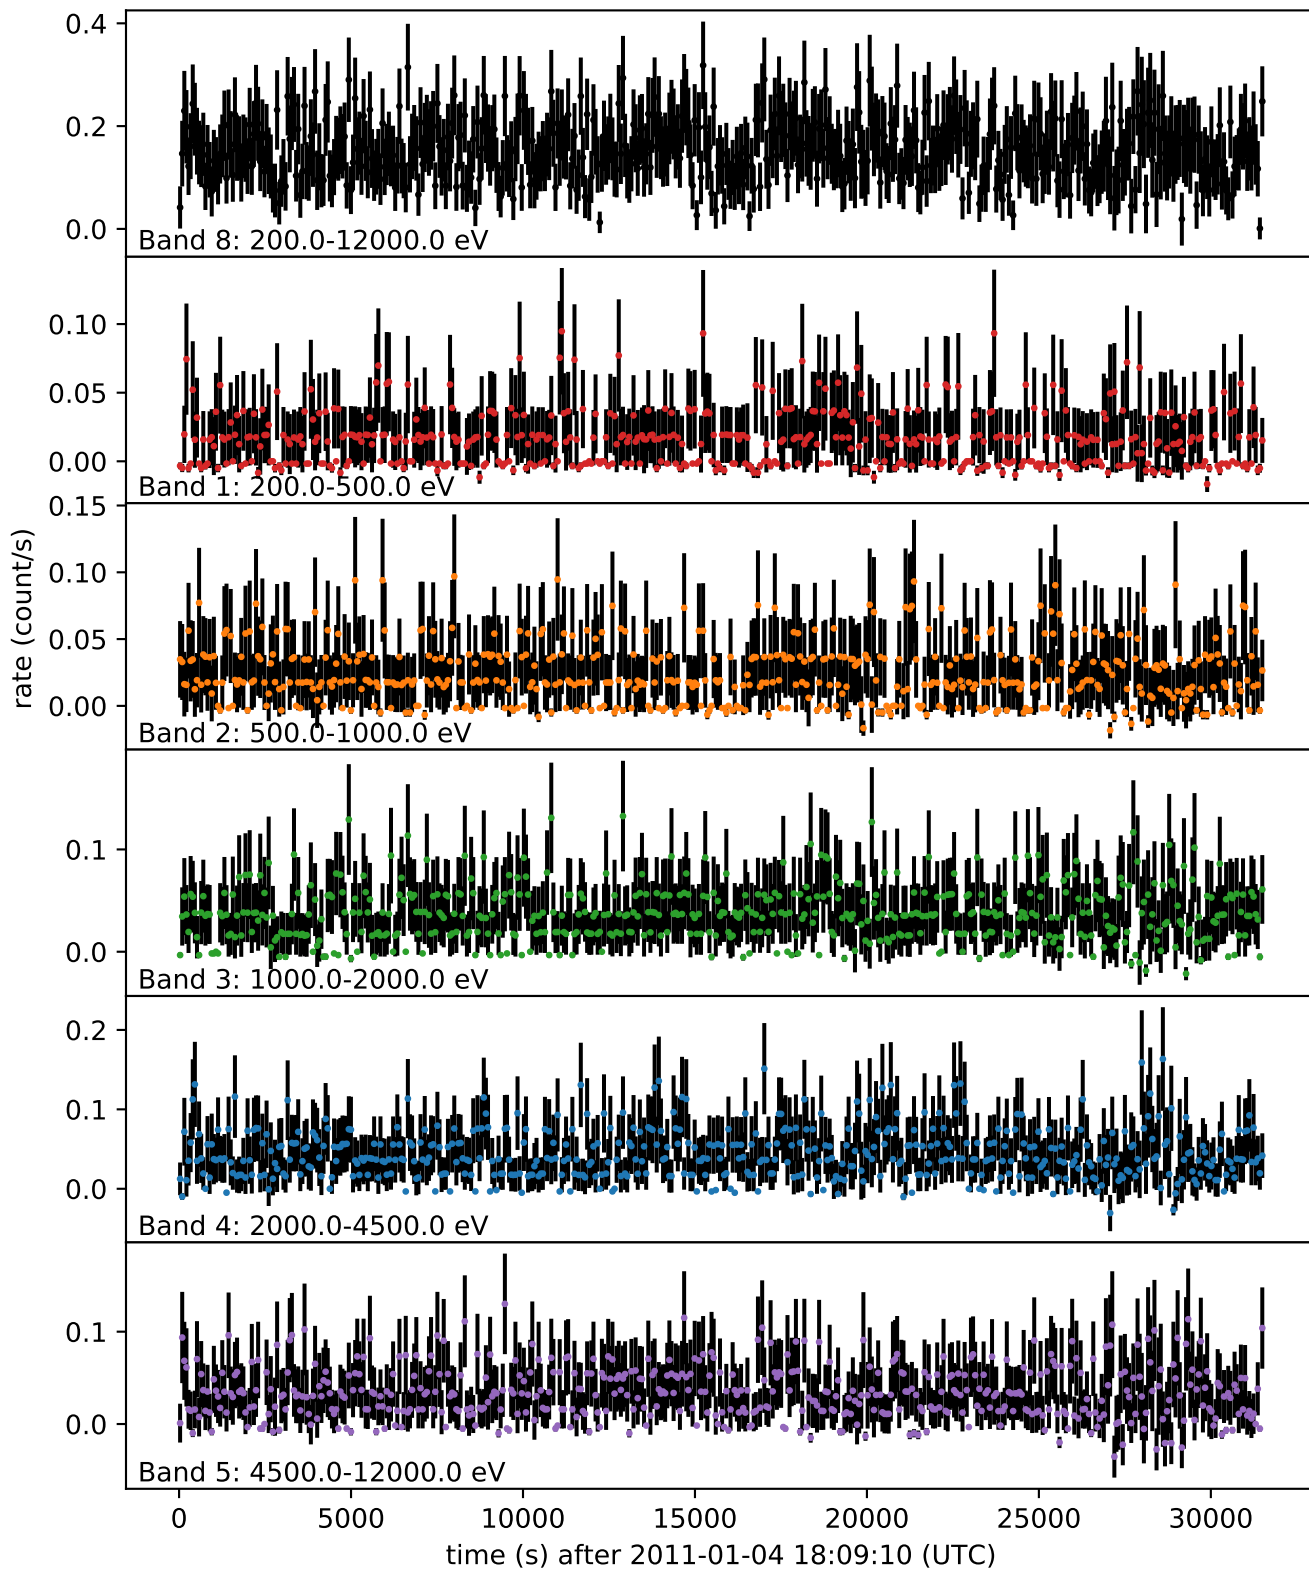 0.4
0.2
0.0
Band 8: 200.0-12000.0 eV
0.10
0.05
0.00
Band 1: 200.0-500.0 eV
0.15
0.10
0.05
0.00
Band 2: 500.0-1000.0 eV
rate (count/s)
0.1
0.0
Band 3: 1000.0-2000.0 eV
0.2
0.1
0.0
Band 4: 2000.0-4500.0 eV
0.1
0.0
Band 5: 4500.0-12000.0 eV
0 5000 10000 15000 20000 25000 30000
time (s) after 2011-01-04 18:09:10 (UTC)